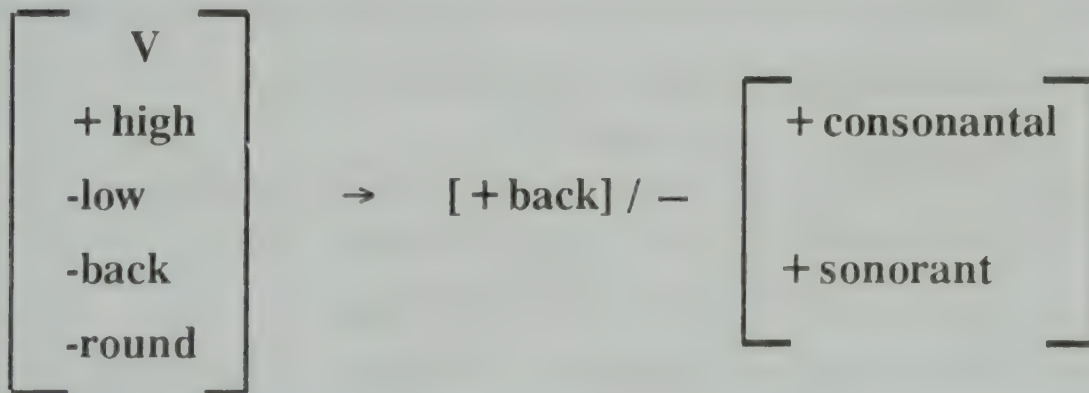 V
+ high + consonantal
-low → [ + back] / —
-back + sonorant
-round